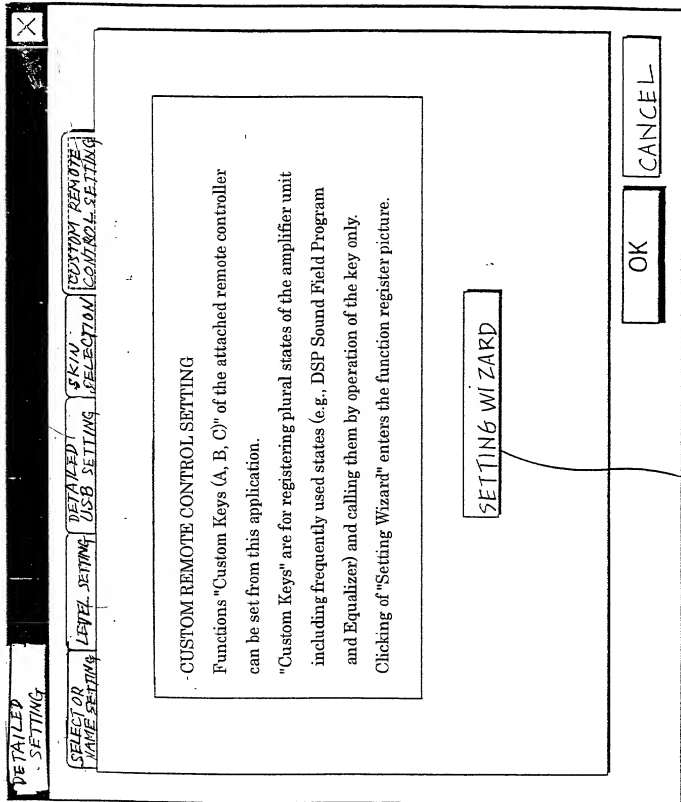 DETAILED
SETTING
SELECTOR
NAME SETTING
LEVEL SETTING
DETAILED
USB SETTING
SKIN
SELECTION
CUSTOM REMOTE
CONTROL SETTING
CUSTOM REMOTE CONTROL SETTING
Functions "Custom Keys (A, B, C)" of the attached remote controller
can be set from this application.
"Custom Keys" are for registering plural states of the amplifier unit
including frequently used states (e.g., DSP Sound Field Program
and Equalizer) and calling them by operation of the key only.
Clicking of "Setting Wizard" enters the function register picture.
SETTING WIZARD
OK
CANCEL